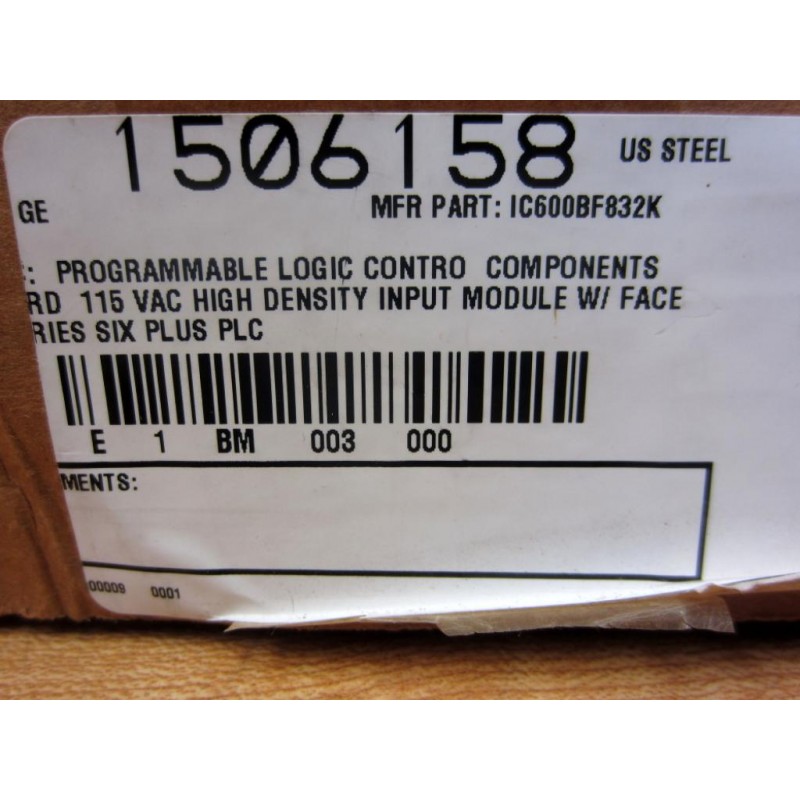 1506158 US STEEL
GE MFR PART: IC600BF832K
: PROGRAMMABLE LOGIC CONTRO COMPONENTS
RD 115 VAC HIGH DENSITY INPUT MODULE W/ FACE
RIES SIX PLUS PLC
E 1 BM 003 000
MENTS:
00009 0001